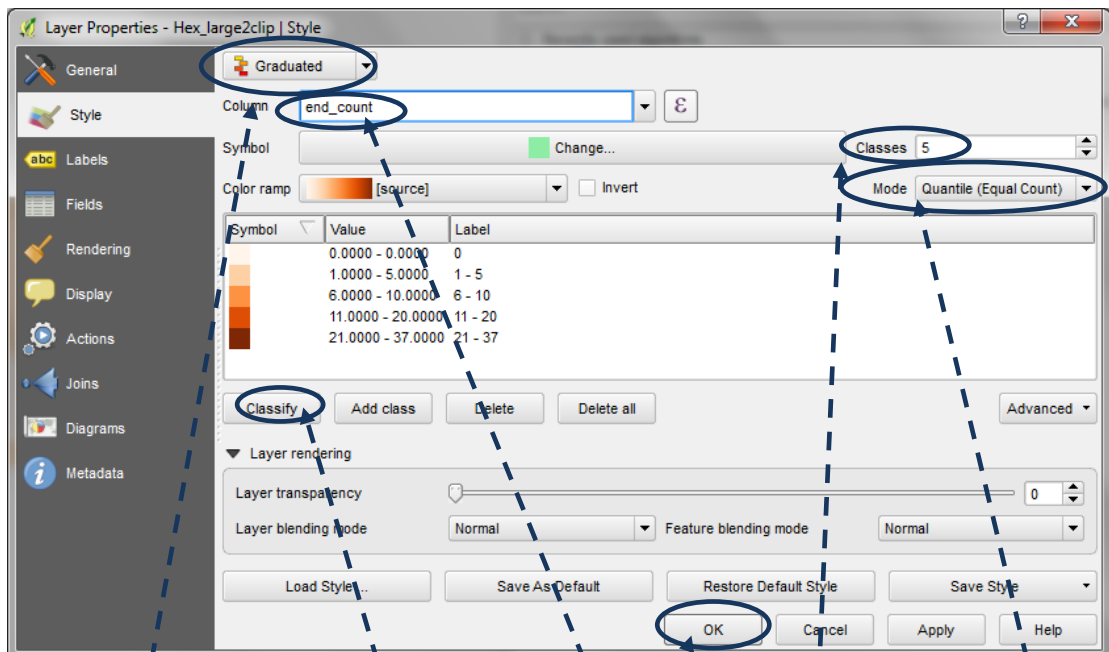 Layer Properties - Hex_large2clip | Style
General
Style
Labels
Fields
Rendering
Display
Actions
Joins
Diagrams
Metadata
Graduated
Column end_count ε
Symbol Change... Classes 5
Color ramp [source] Invert Mode Quantile (Equal Count)
Symbol Value Label
0.0000 - 0.0000 0
1.0000 - 5.0000 1 - 5
6.0000 - 10.0000 6 - 10
11.0000 - 20.0000 11 - 20
21.0000 - 37.0000 21 - 37
Classify Add class Delete Delete all Advanced
Layer rendering
Layer transparency 0
Layer blending mode Normal Feature blending mode Normal
Load Style ... Save As Default Restore Default Style Save Style
OK Cancel Apply Help
abc